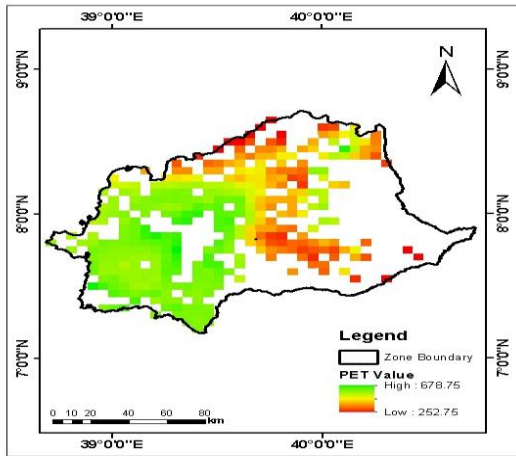 39°0'0"E 40°0'0"E
N
9°0'0"N 9°0'0"N
8°0'0"N 8°0'0"N
7°0'0"N 7°0'0"N
Legend
Zone Boundary
PET Value
High : 678.75
Low : 252.75
0 10 20 40 60 80
km
39°0'0"E 40°0'0"E